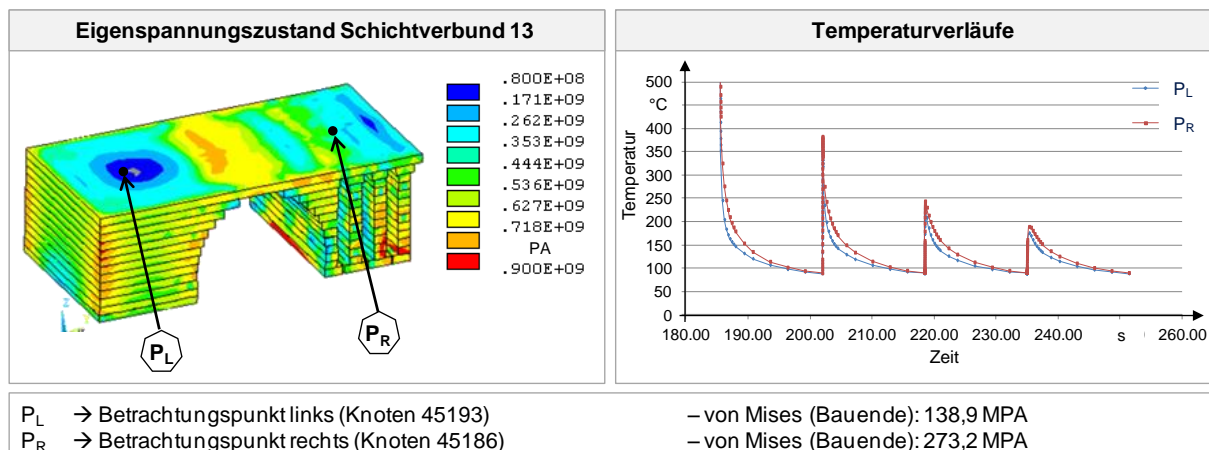 Eigenspannungszustand Schichtverbund 13
.800E+08
.171E+09
.262E+09
.353E+09
.444E+09
.536E+09
.627E+09
.718E+09
PA
.900E+09
z
P_L
P_R
Temperaturverläufe
500
°C
400
350
300
250
200
150
100
50
0
Temperatur
180.00 190.00 200.00 210.00 220.00 230.00 240.00 s 260.00
Zeit
P_L
P_R
P_L → Betrachtungspunkt links (Knoten 45193) – von Mises (Bauende): 138,9 MPA
P_R → Betrachtungspunkt rechts (Knoten 45186) – von Mises (Bauende): 273,2 MPA